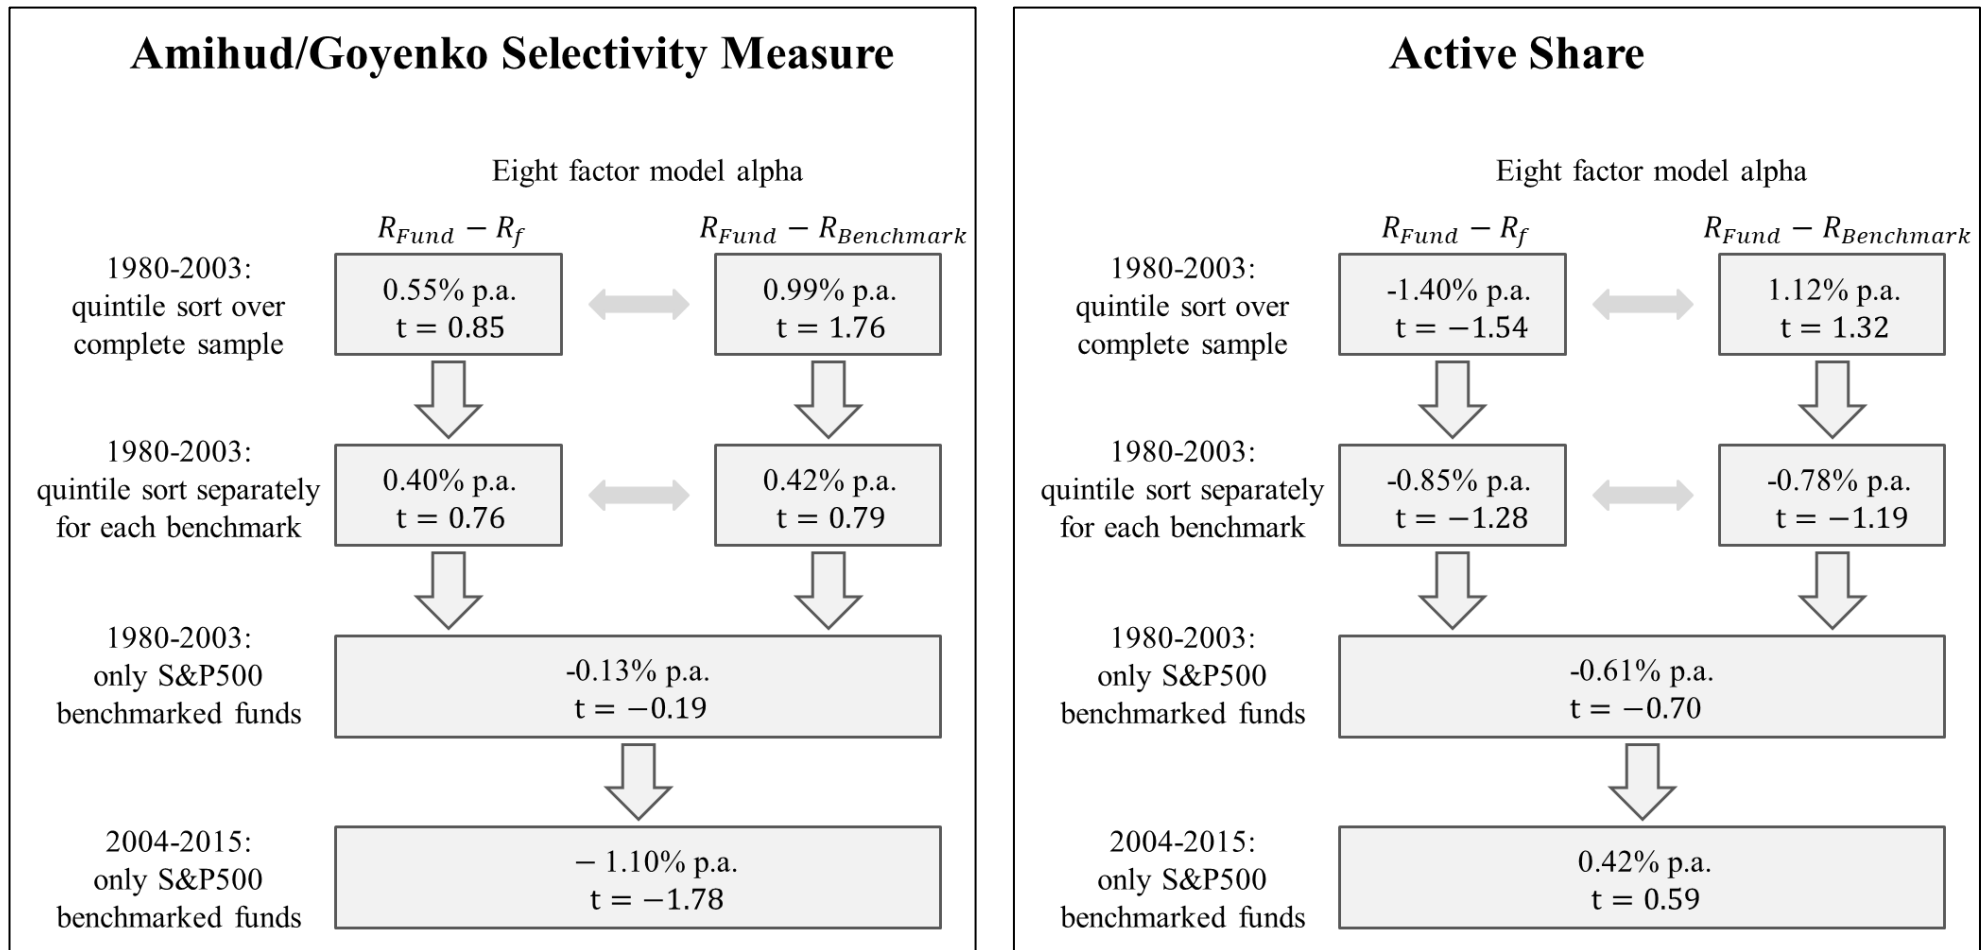 Amihud/Goyenko Selectivity Measure
Eight factor model alpha
R_Fund − R_f
R_Fund − R_Benchmark
1980-2003:
quintile sort over
complete sample
0.55% p.a.
t = 0.85
0.99% p.a.
t = 1.76
1980-2003:
quintile sort separately
for each benchmark
0.40% p.a.
t = 0.76
0.42% p.a.
t = 0.79
1980-2003:
only S&P500
benchmarked funds
-0.13% p.a.
t = −0.19
2004-2015:
only S&P500
benchmarked funds
− 1.10% p.a.
t = −1.78
Active Share
Eight factor model alpha
R_Fund − R_f
R_Fund − R_Benchmark
1980-2003:
quintile sort over
complete sample
-1.40% p.a.
t = −1.54
1.12% p.a.
t = 1.32
1980-2003:
quintile sort separately
for each benchmark
-0.85% p.a.
t = −1.28
-0.78% p.a.
t = −1.19
1980-2003:
only S&P500
benchmarked funds
-0.61% p.a.
t = −0.70
2004-2015:
only S&P500
benchmarked funds
0.42% p.a.
t = 0.59